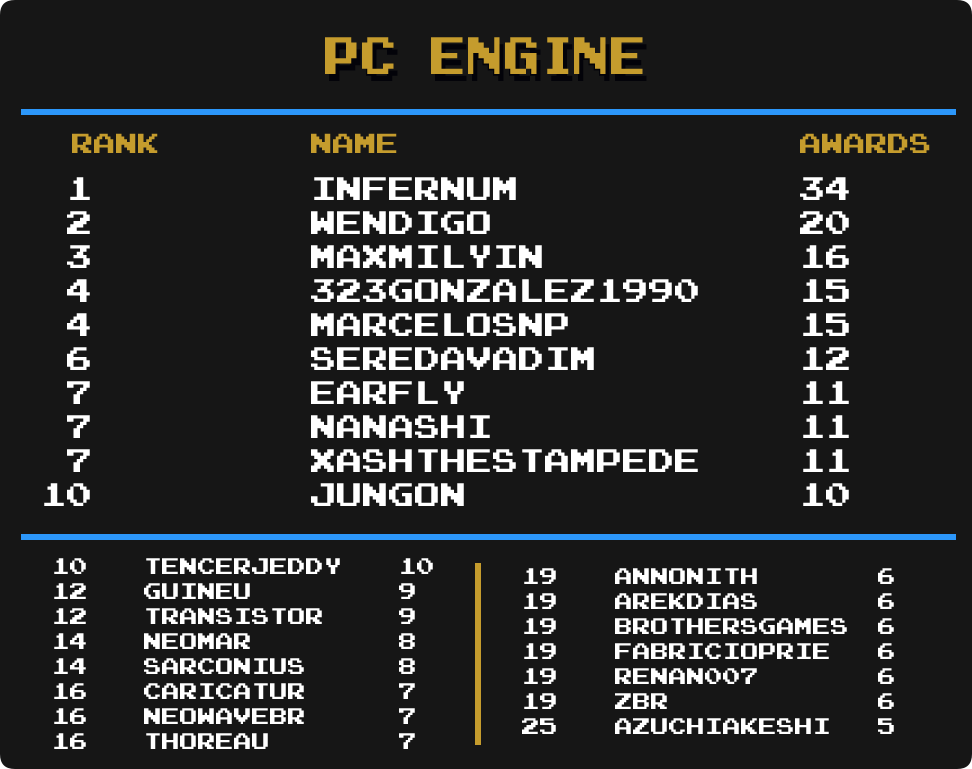 PC ENGINE
RANK NAME AWARDS
1 INFERNUM 34
2 WENDIGO 20
3 MAXMILYIN 16
4 323GONZALEZ1990 15
4 MARCELOSNP 15
6 SEREDAVADIM 12
7 EARFLY 11
7 NANASHI 11
7 XASHTHESTAMPEDE 11
10 JUNGON 10
10 TENCERJEDDY 10
12 GUINEU 9
12 TRANSISTOR 9
14 NEOMAR 8
14 SARCONIUS 8
16 CARICATUR 7
16 NEOWAVEBR 7
16 THOREAU 7
19 ANNONITH 6
19 AREKDIAS 6
19 BROTHERSGAMES 6
19 FABRICIOPRIE 6
19 RENAN007 6
19 ZBR 6
25 AZUCHIAKESHI 5